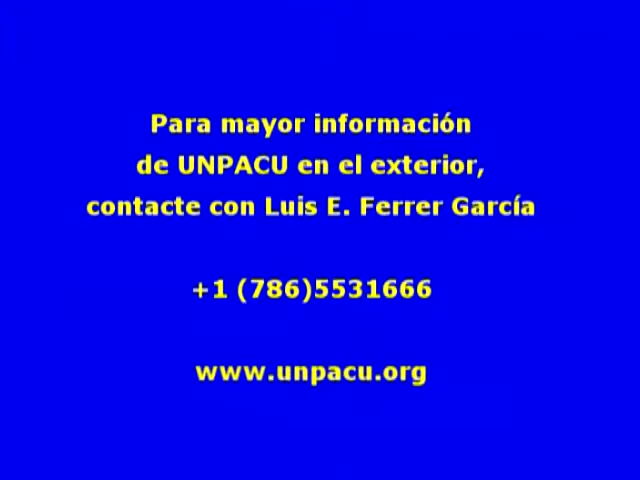 Para mayor información
de UNPACU en el exterior,
contacte con Luis E. Ferrer García
+1 (786)5531666
www.unpacu.org